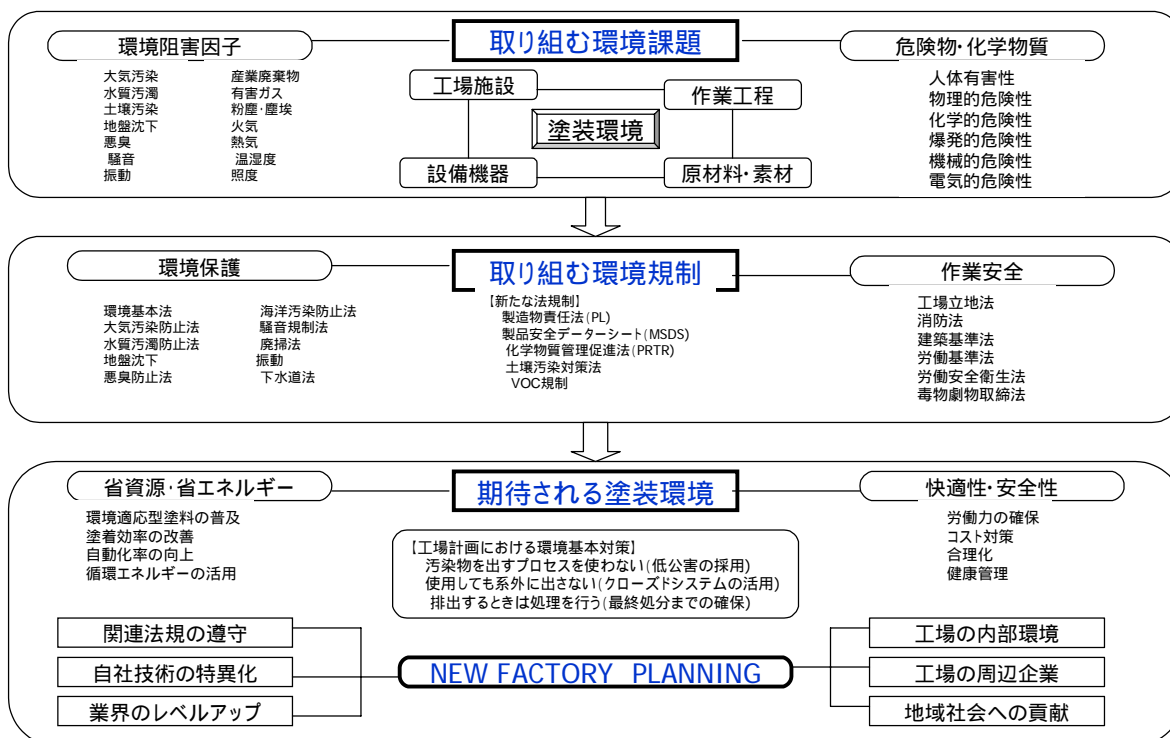 取り組む環境課題
環境阻害因子
大気汚染 産業廃棄物
水質汚濁 有害ガス
土壌汚染 粉塵・塵埃
地盤沈下 火気
悪臭 熱気
騒音 温湿度
振動 照度
工場施設
作業工程
塗装環境
設備機器
原材料・素材
危険物・化学物質
人体有害性
物理的危険性
化学的危険性
爆発的危険性
機械的危険性
電気的危険性
取り組む環境規制
環境保護
環境基本法 海洋汚染防止法
大気汚染防止法 騒音規制法
水質汚濁防止法 廃掃法
地盤沈下 振動
悪臭防止法 下水道法
【新たな法規制】
製造物責任法(PL)
製品安全データーシート(MSDS)
化学物質管理促進法(PRTR)
土壌汚染対策法
VOC規制
作業安全
工場立地法
消防法
建築基準法
労働基準法
労働安全衛生法
毒物劇物取締法
期待される塗装環境
省資源・省エネルギー
環境適応型塗料の普及
塗着効率の改善
自動化率の向上
循環エネルギーの活用
【工場計画における環境基本対策】
汚染物を出すプロセスを使わない(低公害の採用)
使用しても系外に出さない(クローズドシステムの活用)
排出するときは処理を行う(最終処分までの確保)
快適性・安全性
労働力の確保
コスト対策
合理化
健康管理
関連法規の遵守
自社技術の特異化
業界のレベルアップ
NEW FACTORY PLANNING
工場の内部環境
工場の周辺企業
地域社会への貢献